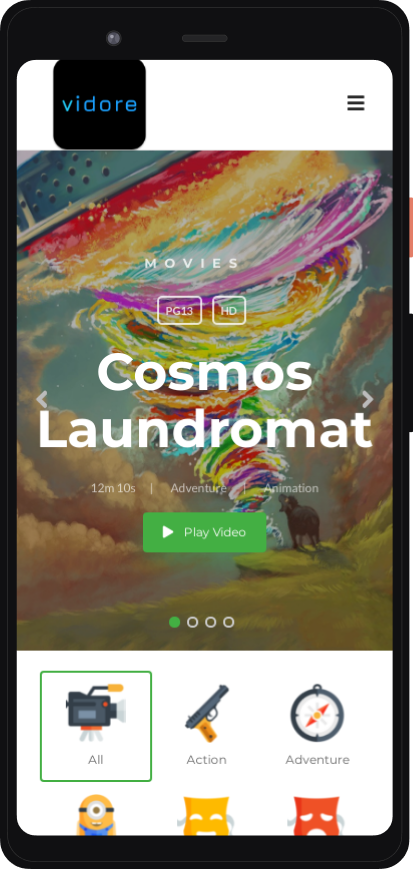 vidore
MOVIES
PG13 HD
Cosmos
Laundromat
12m 10s | Adventure | Animation
Play Video
All Action Adventure